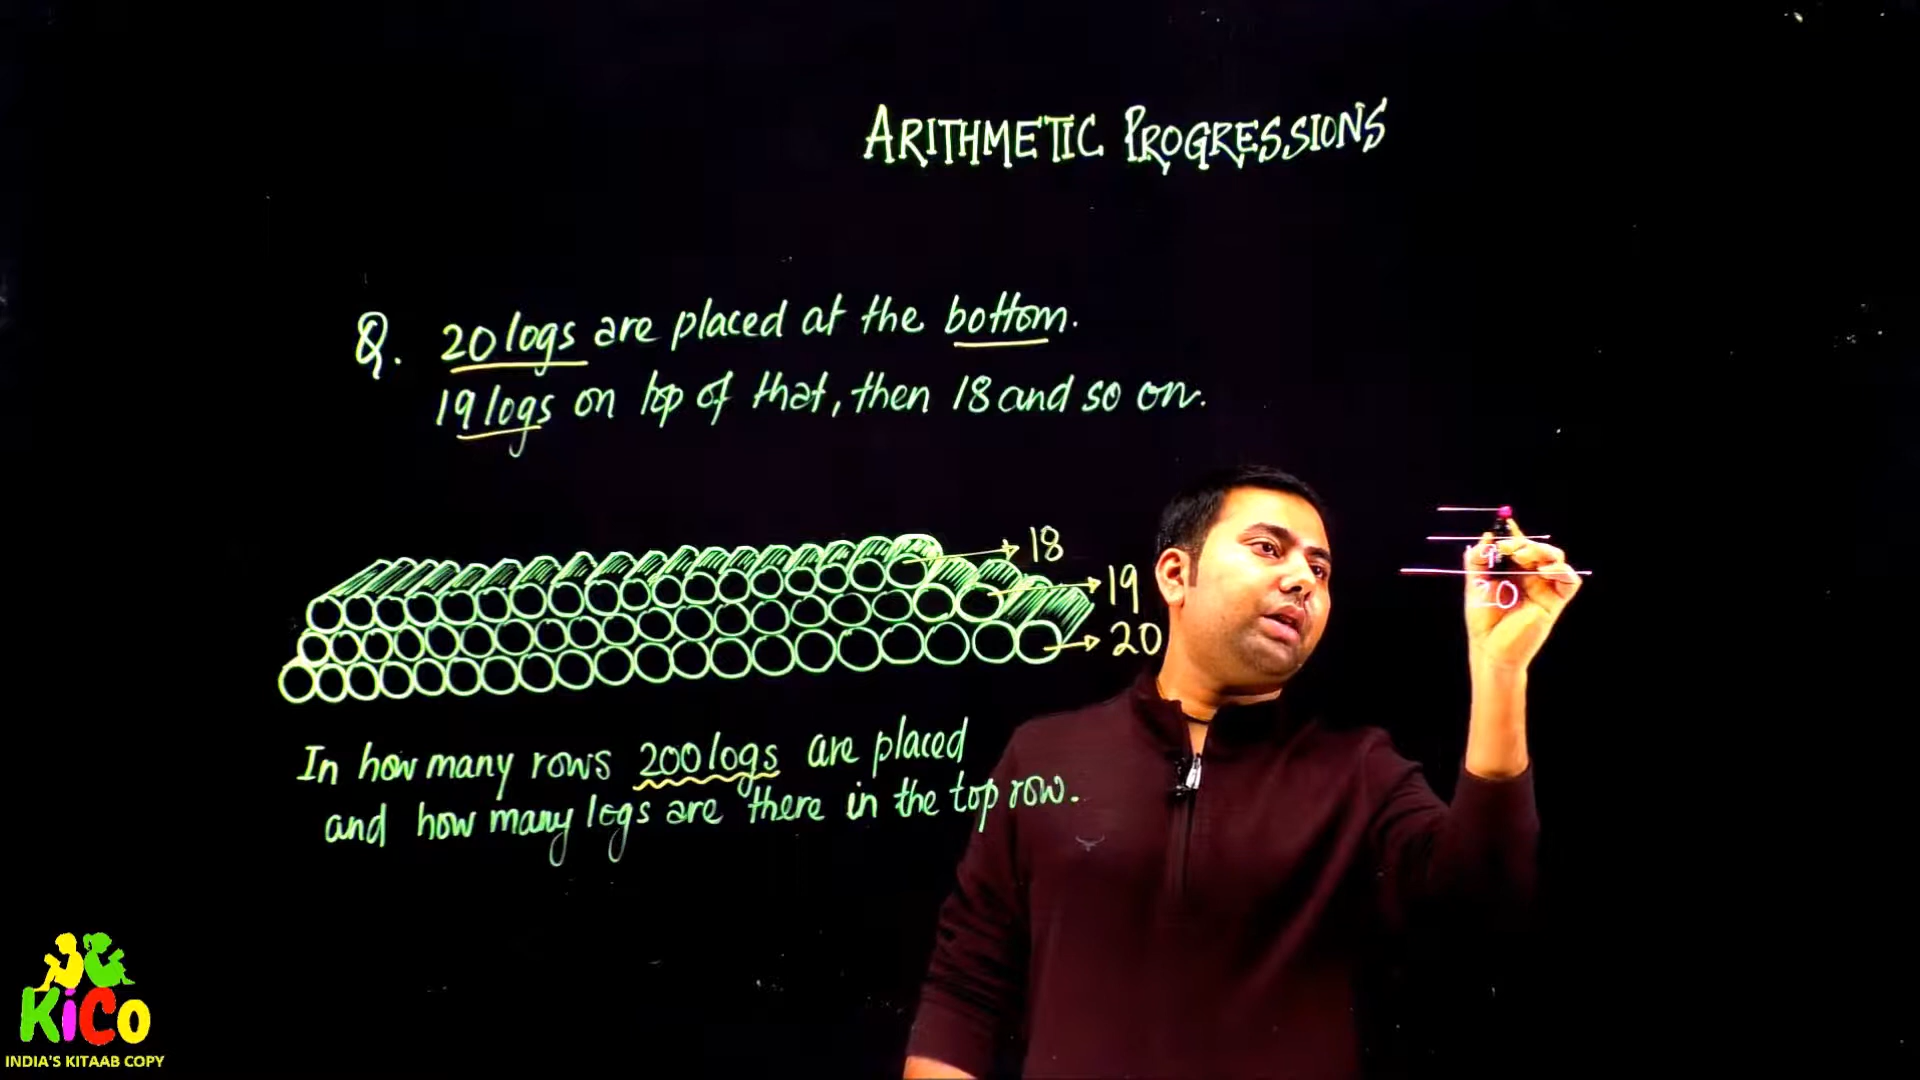 ARITHMETIC PROGRESSIONS
Q. 20 logs are placed at the bottom.
19 logs on top of that, then 18 and so on.
18
19
20
In how many rows 200 logs are placed
and how many logs are there in the top row.
19
20
KiCo
INDIA'S KITAAB COPY